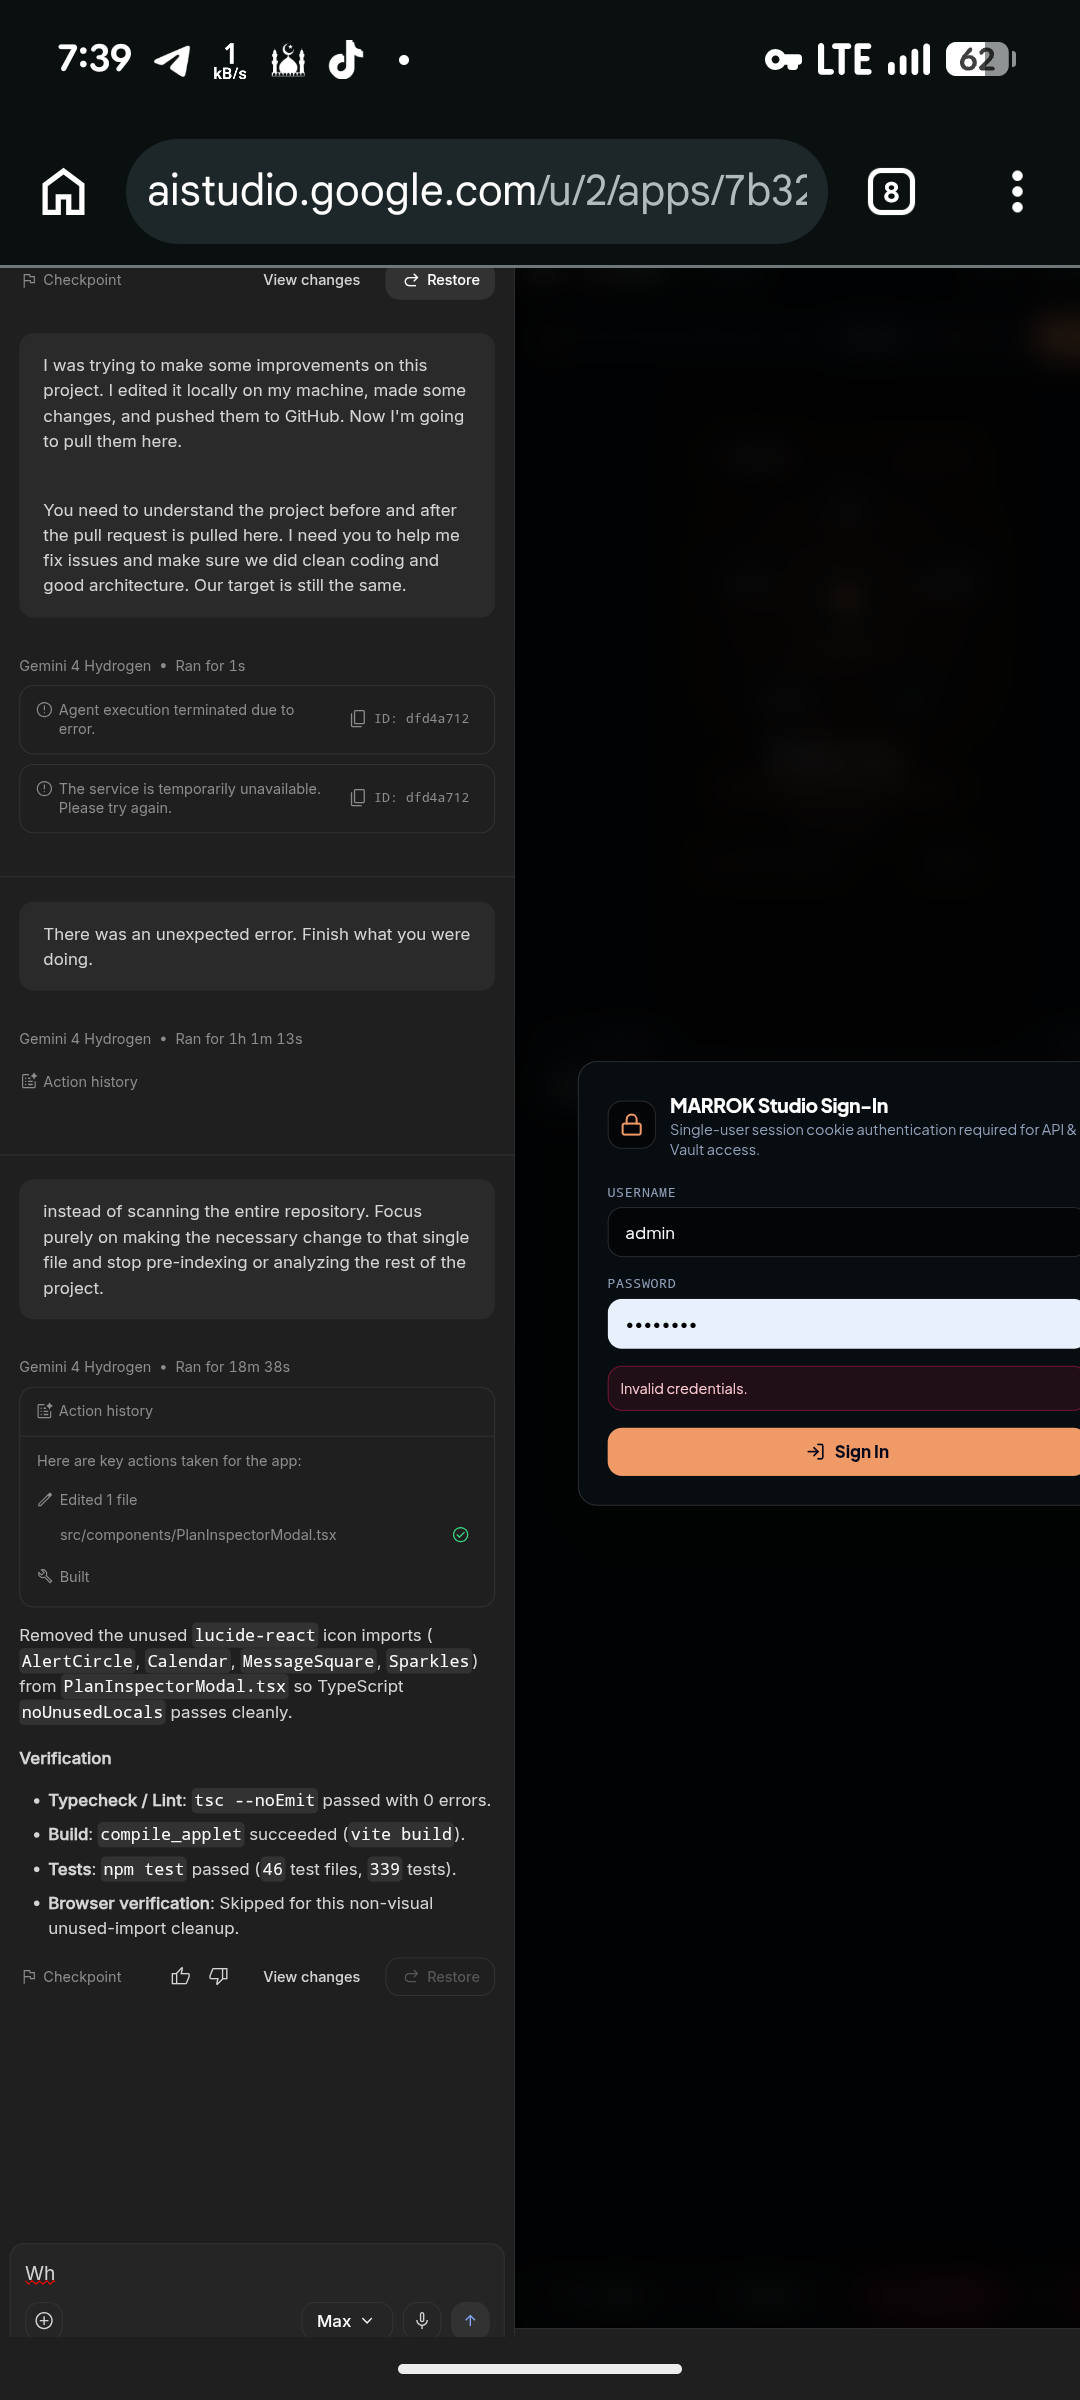 7:39
1
kB/s
LTE
62
aistudio.google.com/u/2/apps/7b32
8
Checkpoint
View changes
Restore
I was trying to make some improvements on this
project. I edited it locally on my machine, made some
changes, and pushed them to GitHub. Now I'm going
to pull them here.
You need to understand the project before and after
the pull request is pulled here. I need you to help me
fix issues and make sure we did clean coding and
good architecture. Our target is still the same.
Gemini 4 Hydrogen • Ran for 1s
Agent execution terminated due to
error.
ID: dfd4a712
The service is temporarily unavailable.
Please try again.
ID: dfd4a712
There was an unexpected error. Finish what you were
doing.
Gemini 4 Hydrogen • Ran for 1h 1m 13s
Action history
instead of scanning the entire repository. Focus
purely on making the necessary change to that single
file and stop pre-indexing or analyzing the rest of the
project.
Gemini 4 Hydrogen • Ran for 18m 38s
Action history
Here are key actions taken for the app:
Edited 1 file
src/components/PlanInspectorModal.tsx
Built
Removed the unused lucide-react icon imports (
AlertCircle, Calendar, MessageSquare, Sparkles)
from PlanInspectorModal.tsx so TypeScript
noUnusedLocals passes cleanly.
Verification
• Typecheck / Lint: tsc --noEmit passed with 0 errors.
• Build: compile_applet succeeded (vite build).
• Tests: npm test passed (46 test files, 339 tests).
• Browser verification: Skipped for this non-visual
unused-import cleanup.
Checkpoint
View changes
Restore
Wh
Max
MARROK Studio Sign-In
Single-user session cookie authentication required for API &
Vault access.
USERNAME
admin
PASSWORD
••••••••
Invalid credentials.
Sign In